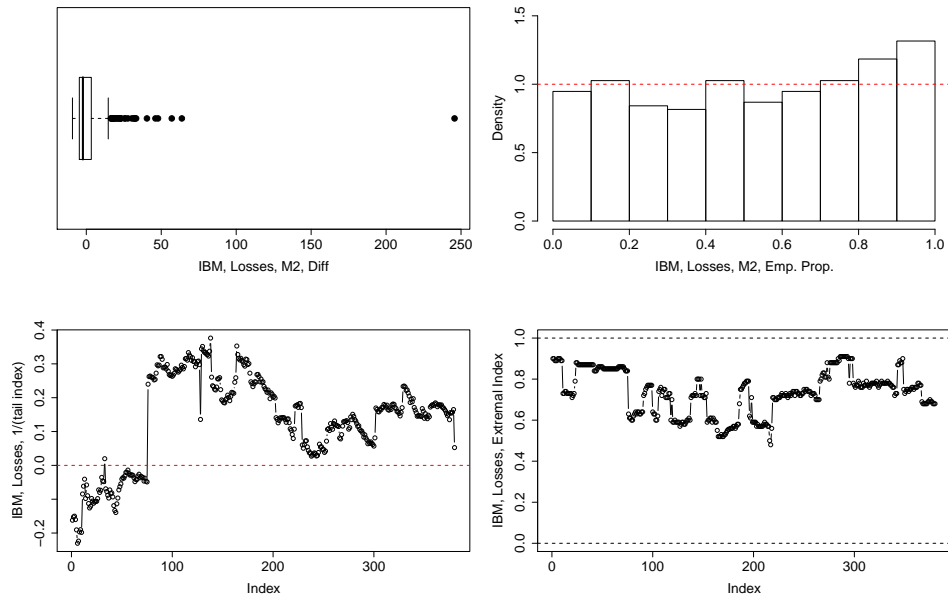 0 50 100 150 200 250
IBM, Losses, M2, Diff
Density
0.0 0.5 1.0 1.5
0.0 0.2 0.4 0.6 0.8 1.0
IBM, Losses, M2, Emp. Prop.
IBM, Losses, 1/(tail index)
−0.2 0.0 0.1 0.2 0.3 0.4
0 100 200 300
Index
IBM, Losses, Extremal Index
0.0 0.2 0.4 0.6 0.8 1.0
0 100 200 300
Index